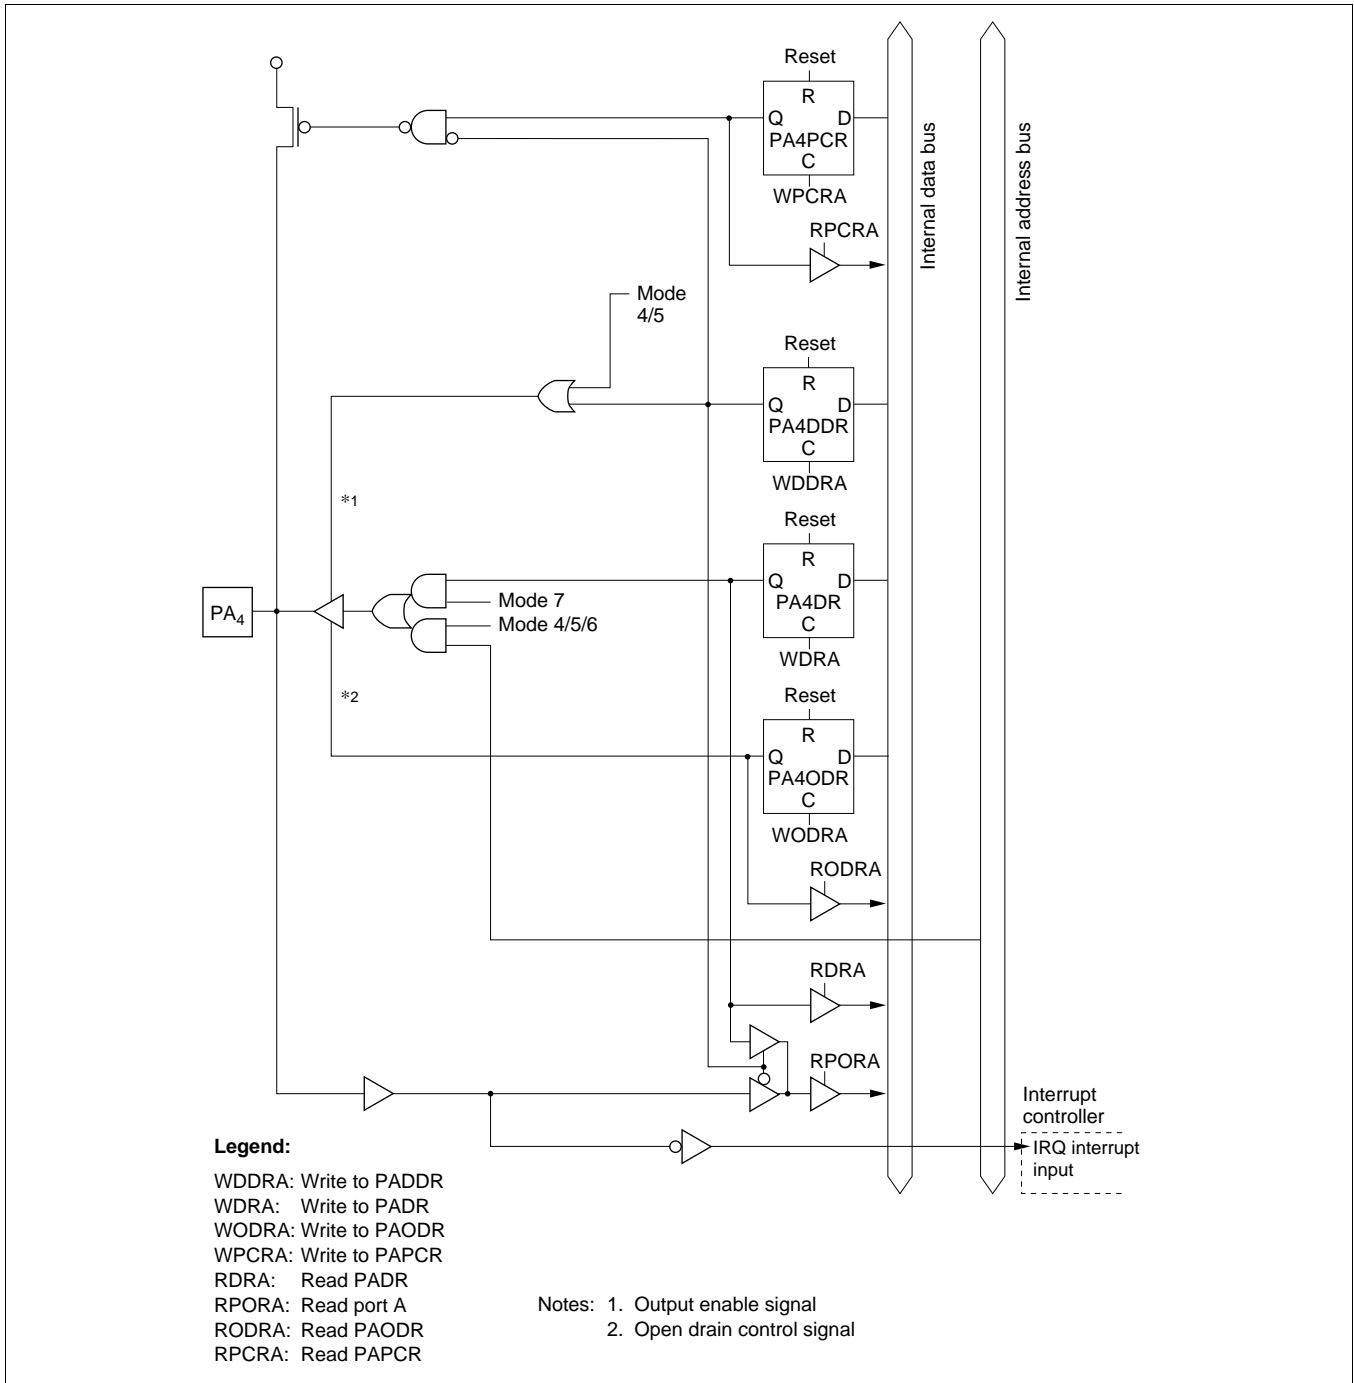 Reset
R
Q D
PA4PCR
C
WPCRA
RPCRA
Internal data bus
Internal address bus
Mode
4/5
Reset
R
Q D
PA4DDR
C
WDDRA
*1
Reset
R
Q D
PA4DR
C
WDRA
PA4
Mode 7
Mode 4/5/6
*2
Reset
R
Q D
PA4ODR
C
WODRA
RODRA
RDRA
RPORA
Interrupt
controller
IRQ interrupt
input
Legend:
WDDRA: Write to PADDR
WDRA: Write to PADR
WODRA: Write to PAODR
WPCRA: Write to PAPCR
RDRA: Read PADR
RPORA: Read port A
RODRA: Read PAODR
RPCRA: Read PAPCR
Notes: 1. Output enable signal
2. Open drain control signal